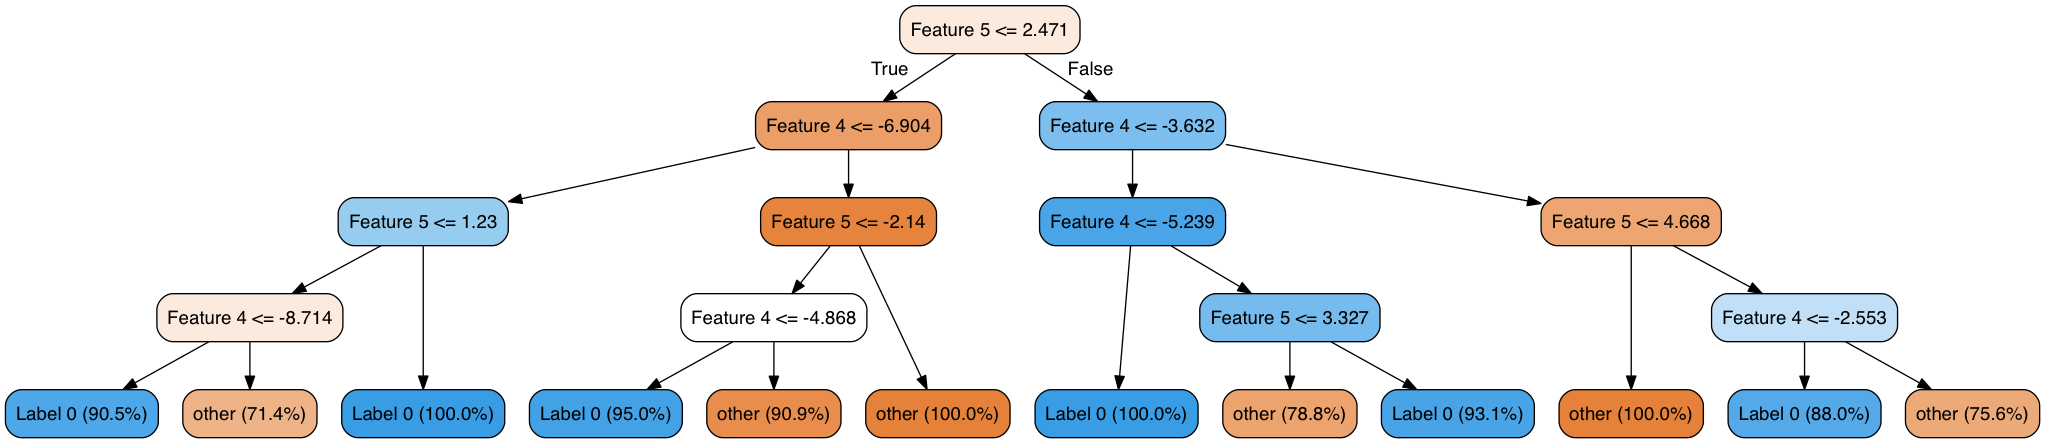 Feature 5 <= 2.471
True
False
Feature 4 <= -6.904
Feature 4 <= -3.632
Feature 5 <= 1.23
Feature 5 <= -2.14
Feature 4 <= -5.239
Feature 5 <= 4.668
Feature 4 <= -8.714
Feature 4 <= -4.868
Feature 5 <= 3.327
Feature 4 <= -2.553
Label 0 (90.5%)
other (71.4%)
Label 0 (100.0%)
Label 0 (95.0%)
other (90.9%)
other (100.0%)
Label 0 (100.0%)
other (78.8%)
Label 0 (93.1%)
other (100.0%)
Label 0 (88.0%)
other (75.6%)